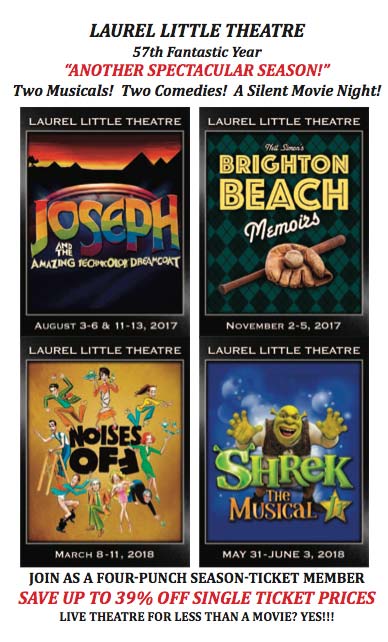 LAUREL LITTLE THEATRE
57th Fantastic Year
“ANOTHER SPECTACULAR SEASON!”
Two Musicals! Two Comedies! A Silent Movie Night!
LAUREL LITTLE THEATRE
JOSEPH
AND THE
AMAZING TECHNICOLOR DREAMCOAT
AUGUST 3-6 & 11-13, 2017
LAUREL LITTLE THEATRE
Neil Simon's
BRIGHTON
BEACH
Memoirs
NOVEMBER 2-5, 2017
LAUREL LITTLE THEATRE
NOISES
OFF
MARCH 8-11, 2018
LAUREL LITTLE THEATRE
SHREK
THE
MUSICAL
JR
MAY 31-JUNE 3, 2018
JOIN AS A FOUR-PUNCH SEASON-TICKET MEMBER
SAVE UP TO 39% OFF SINGLE TICKET PRICES
LIVE THEATRE FOR LESS THAN A MOVIE? YES!!!